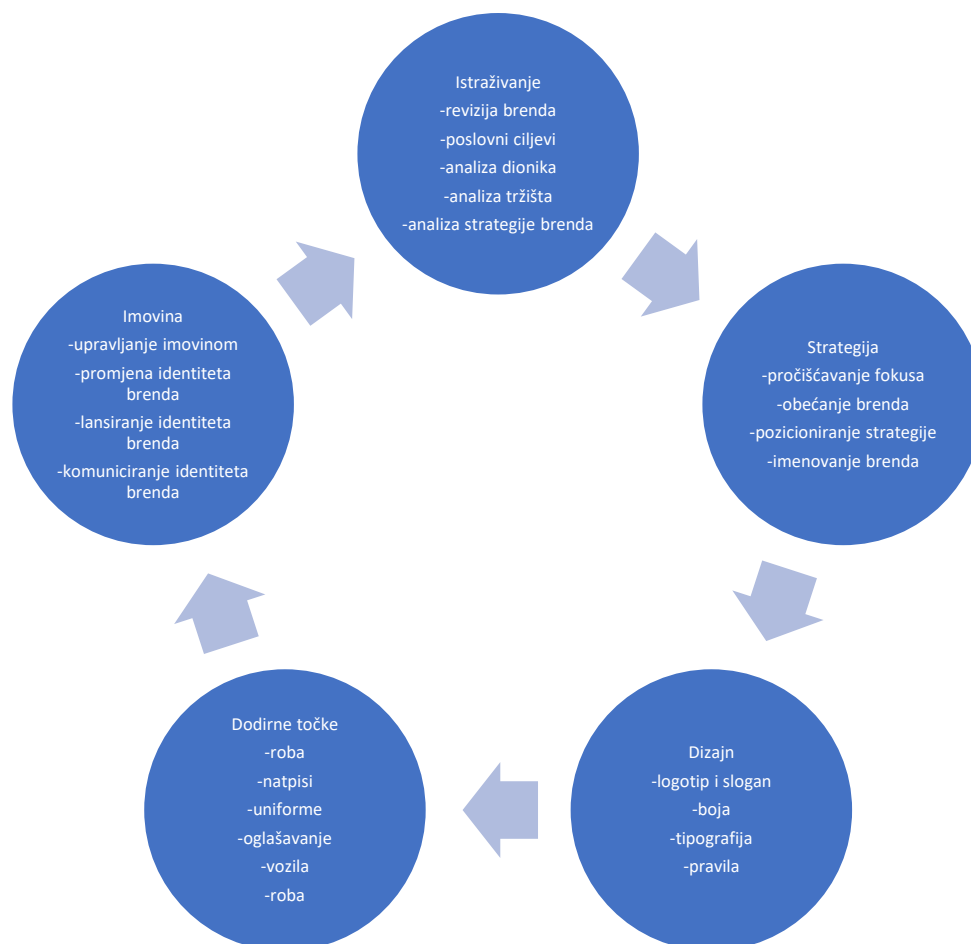 Istraživanje
-revizija brenda
-poslovni ciljevi
-analiza dionika
-analiza tržišta
-analiza strategije brenda
Strategija
-pročišćavanje fokusa
-obećanje brenda
-pozicioniranje strategije
-imenovanje brenda
Dizajn
-logotip i slogan
-boja
-tipografija
-pravila
Dodirne točke
-roba
-natpisi
-uniforme
-oglašavanje
-vozila
-roba
Imovina
-upravljanje imovinom
-promjena identiteta
brenda
-lansiranje identiteta
brenda
-komuniciranje identiteta
brenda